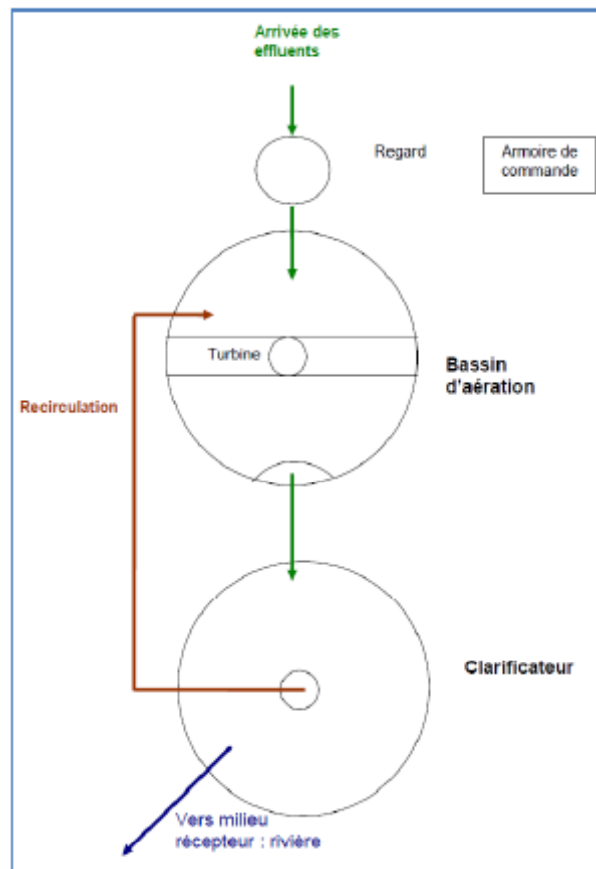 Arrivée des
effluents
Regard
Armoire de
commande
Turbine
Bassin
d'aération
Recirculation
Clarificateur
Vers milieu
récepteur : rivière